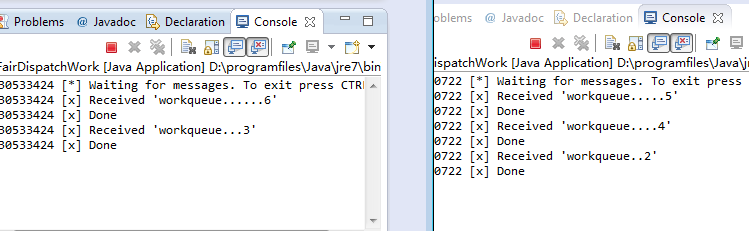 Problems @ Javadoc Declaration Console
FairDispatchWork [Java Application] D:\programfiles\Java\jre7\bin
30533424 [*] Waiting for messages. To exit press CTR
30533424 [x] Received 'workqueue......6'
30533424 [x] Done
30533424 [x] Received 'workqueue...3'
30533424 [x] Done
oblems @ Javadoc Declaration Console
ispatchWork [Java Application] D:\programfiles\Java\j
0722 [*] Waiting for messages. To exit press
0722 [x] Received 'workqueue.....5'
0722 [x] Done
0722 [x] Received 'workqueue....4'
0722 [x] Done
0722 [x] Received 'workqueue..2'
0722 [x] Done